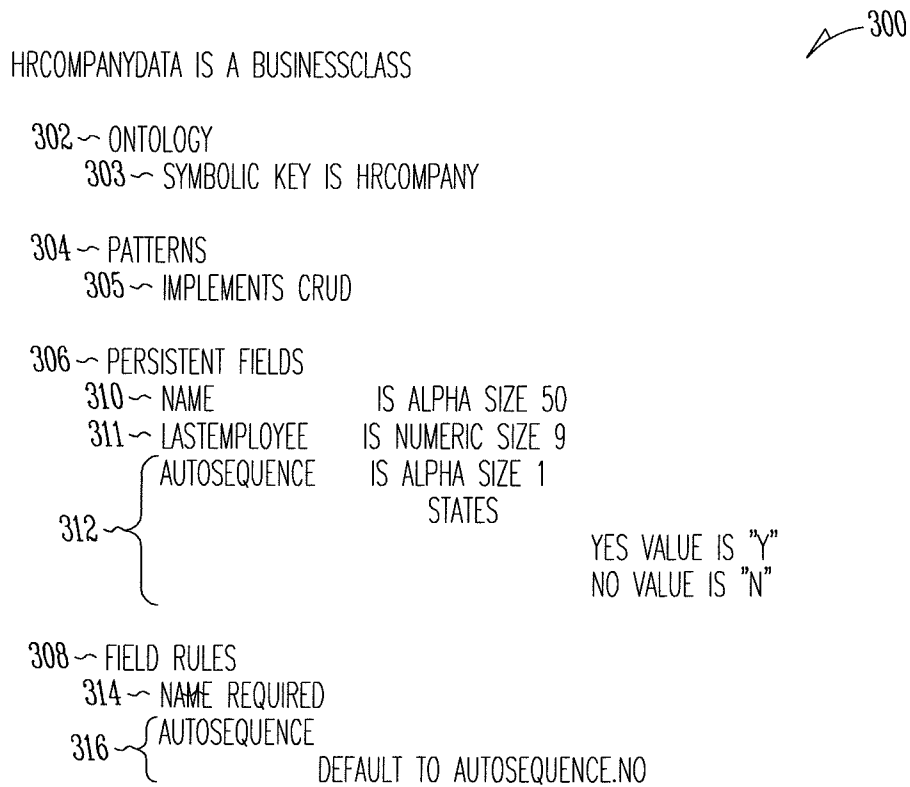 300
HRCOMPANYDATA IS A BUSINESSCLASS
302 ~ ONTOLOGY
303 ~ SYMBOLIC KEY IS HRCOMPANY
304 ~ PATTERNS
305 ~ IMPLEMENTS CRUD
306 ~ PERSISTENT FIELDS
310 ~ NAME IS ALPHA SIZE 50
311 ~ LASTEMPLOYEE IS NUMERIC SIZE 9
AUTOSEQUENCE IS ALPHA SIZE 1
STATES
312
YES VALUE IS "Y"
NO VALUE IS "N"
308 ~ FIELD RULES
314 ~ NAME REQUIRED
316 AUTOSEQUENCE
DEFAULT TO AUTOSEQUENCE.NO